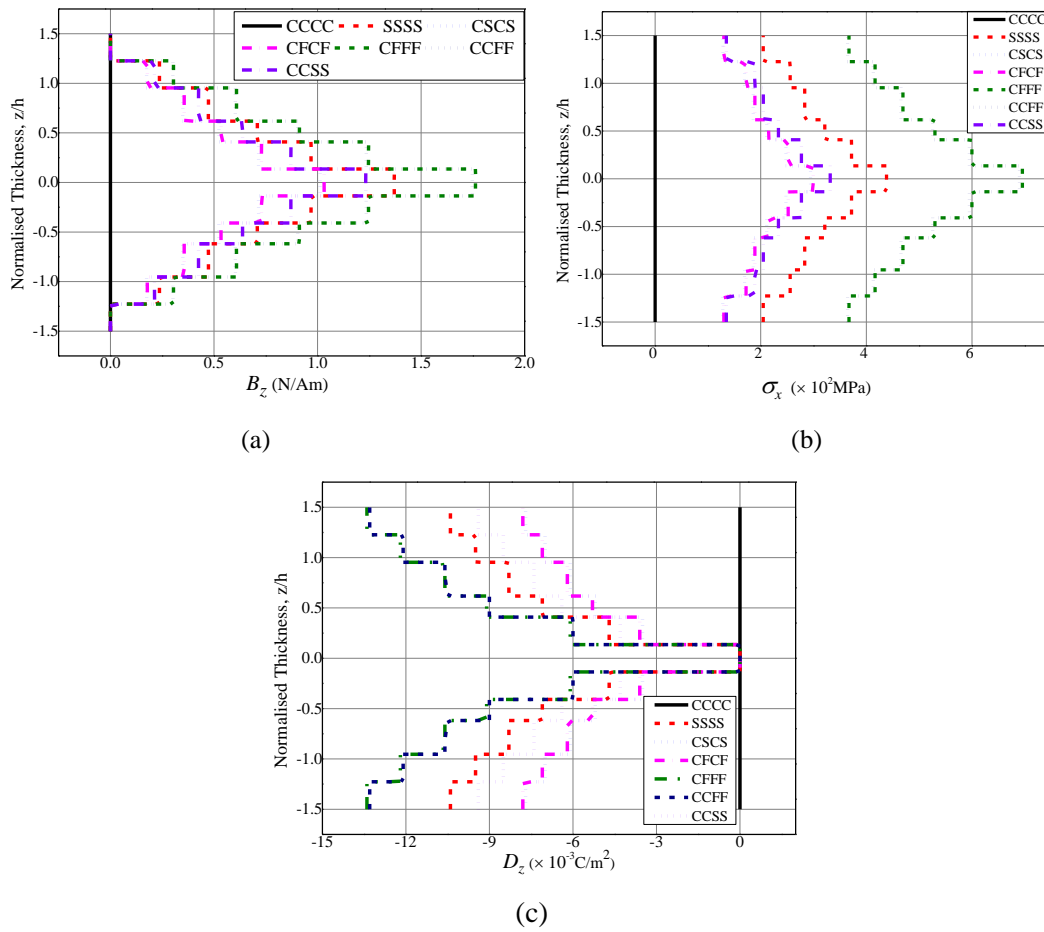 CCCC SSSS CSCS
CFCF CFFF CCFF
CCSS
1.5
1.0
0.5
0.0
-0.5
-1.0
-1.5
Normalised Thickness, z/h
0.0 0.5 1.0 1.5 2.0
B_z (N/Am)
(a)
CCCC
SSSS
CSCS
CFCF
CFFF
CCFF
CCSS
1.5
1.0
0.5
0.0
-0.5
-1.0
-1.5
Normalised Thickness, z/h
0 2 4 6
σ_x (× 10²MPa)
(b)
1.5
1.0
0.5
0.0
-0.5
-1.0
-1.5
Normalised Thickness, z/h
CCCC
SSSS
CSCS
CFCF
CFFF
CCFF
CCSS
-15 -12 -9 -6 -3 0
D_z (× 10⁻³C/m²)
(c)